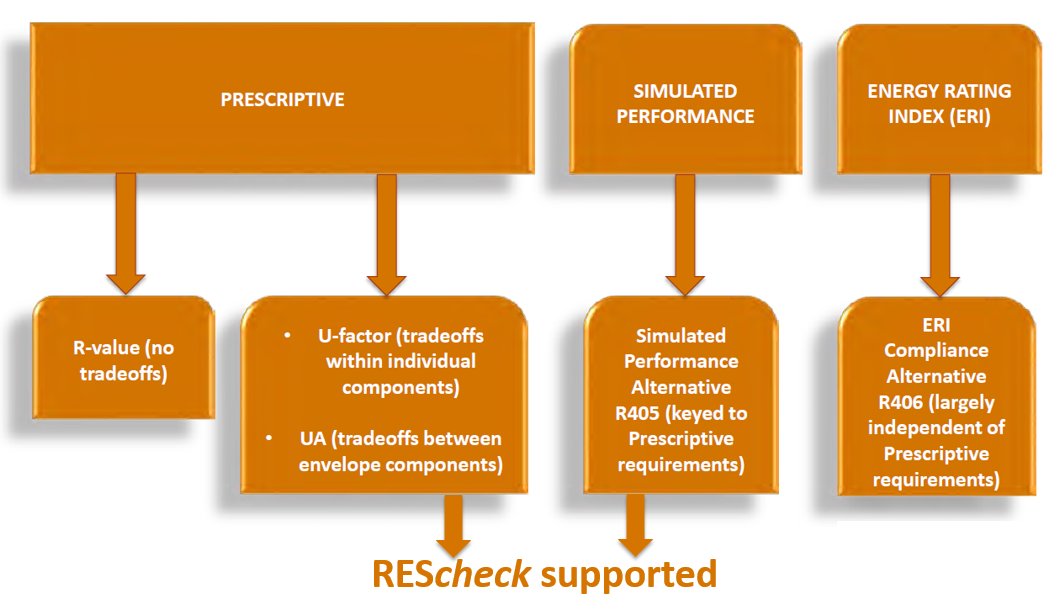 PRESCRIPTIVE
SIMULATED
PERFORMANCE
ENERGY RATING
INDEX (ERI)
R-value (no
tradeoffs)
• U-factor (tradeoffs
within individual
components)
• UA (tradeoffs between
envelope components)
Simulated
Performance
Alternative
R405 (keyed to
Prescriptive
requirements)
ERI
Compliance
Alternative
R406 (largely
independent of
Prescriptive
requirements)
REScheck supported